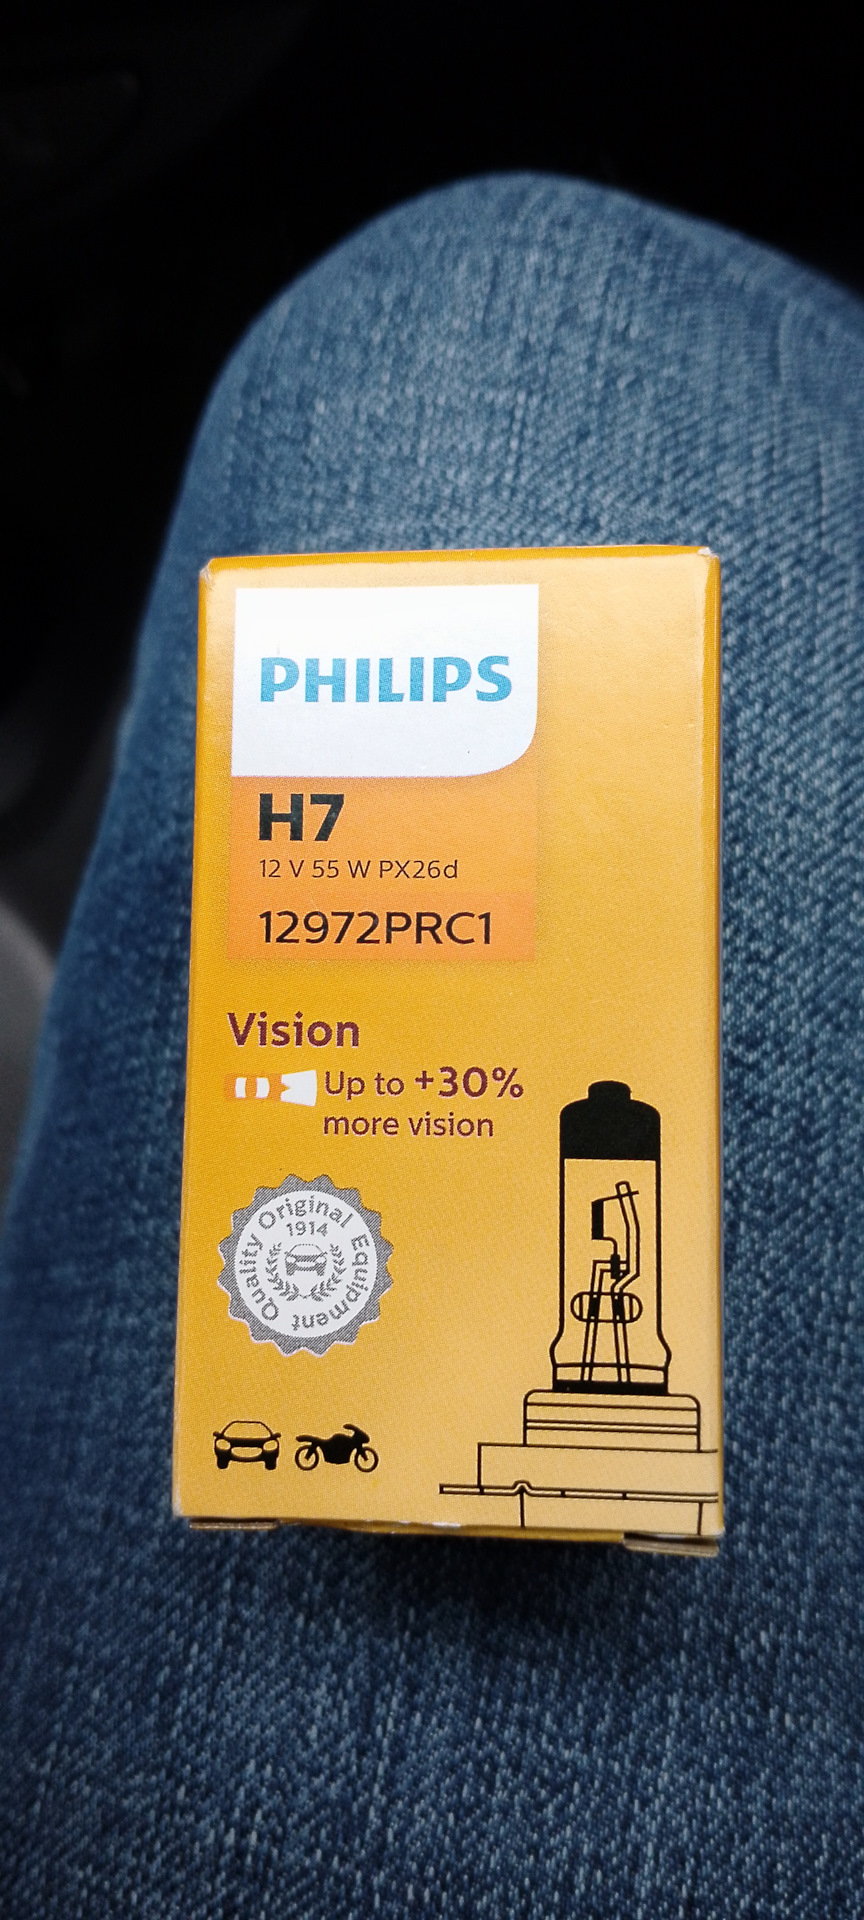 PHILIPS
H7
12 V 55 W PX26d
12972PRC1
Vision
Up to +30%
more vision
Quality Original Equipment
1914